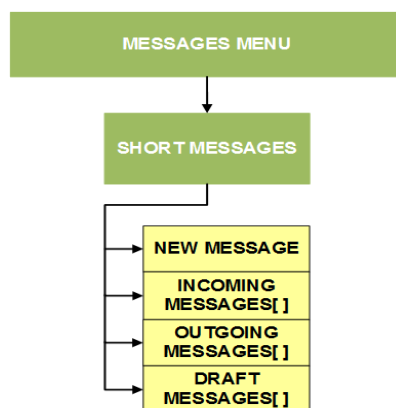 MESSAGES MENU
SHORT MESSAGES
NEW MESSAGE
INCOMING
MESSAGES[ ]
OUTGOING
MESSAGES[ ]
DRAFT
MESSAGES[ ]